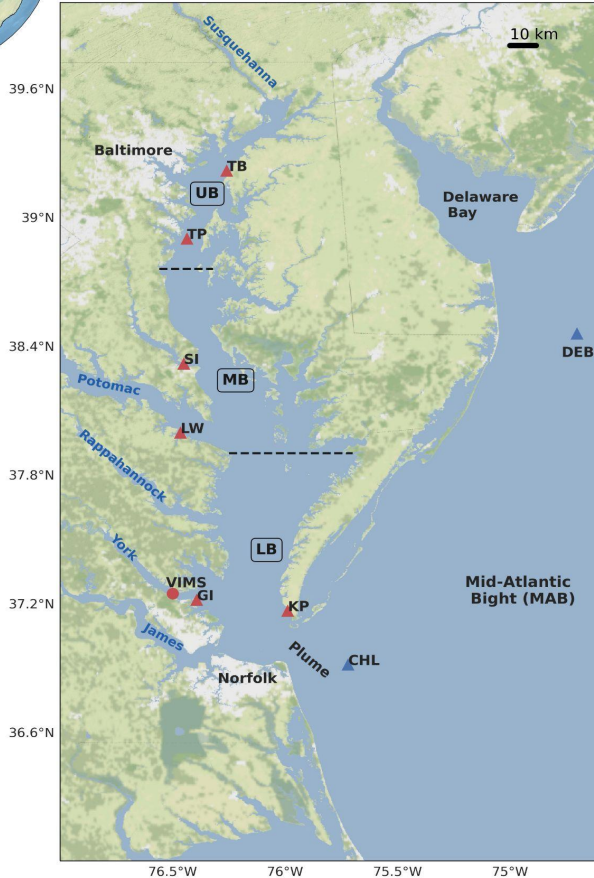 10 km
Susquehanna
39.6°N
Baltimore
TB
UB
Delaware
Bay
39°N
TP
38.4°N
DEB
SI
MB
Potomac
LW
37.8°N
Rappahannock
York
LB
VIMS
GI
Mid-Atlantic
Bight (MAB)
37.2°N
KP
James
Plume
CHL
Norfolk
36.6°N
76.5°W
76°W
75.5°W
75°W